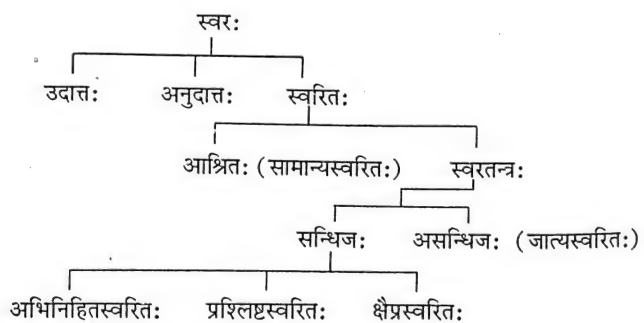 स्वर:
उदात्त: अनुदात्त: स्वरित:
आश्रित: (सामान्यस्वरित:) स्वरतन्त्र:
सन्धिज: असन्धिज: (जात्यस्वरित:)
अभिनिहितस्वरित: प्रश्लिष्टस्वरित: क्षैप्रस्वरित: